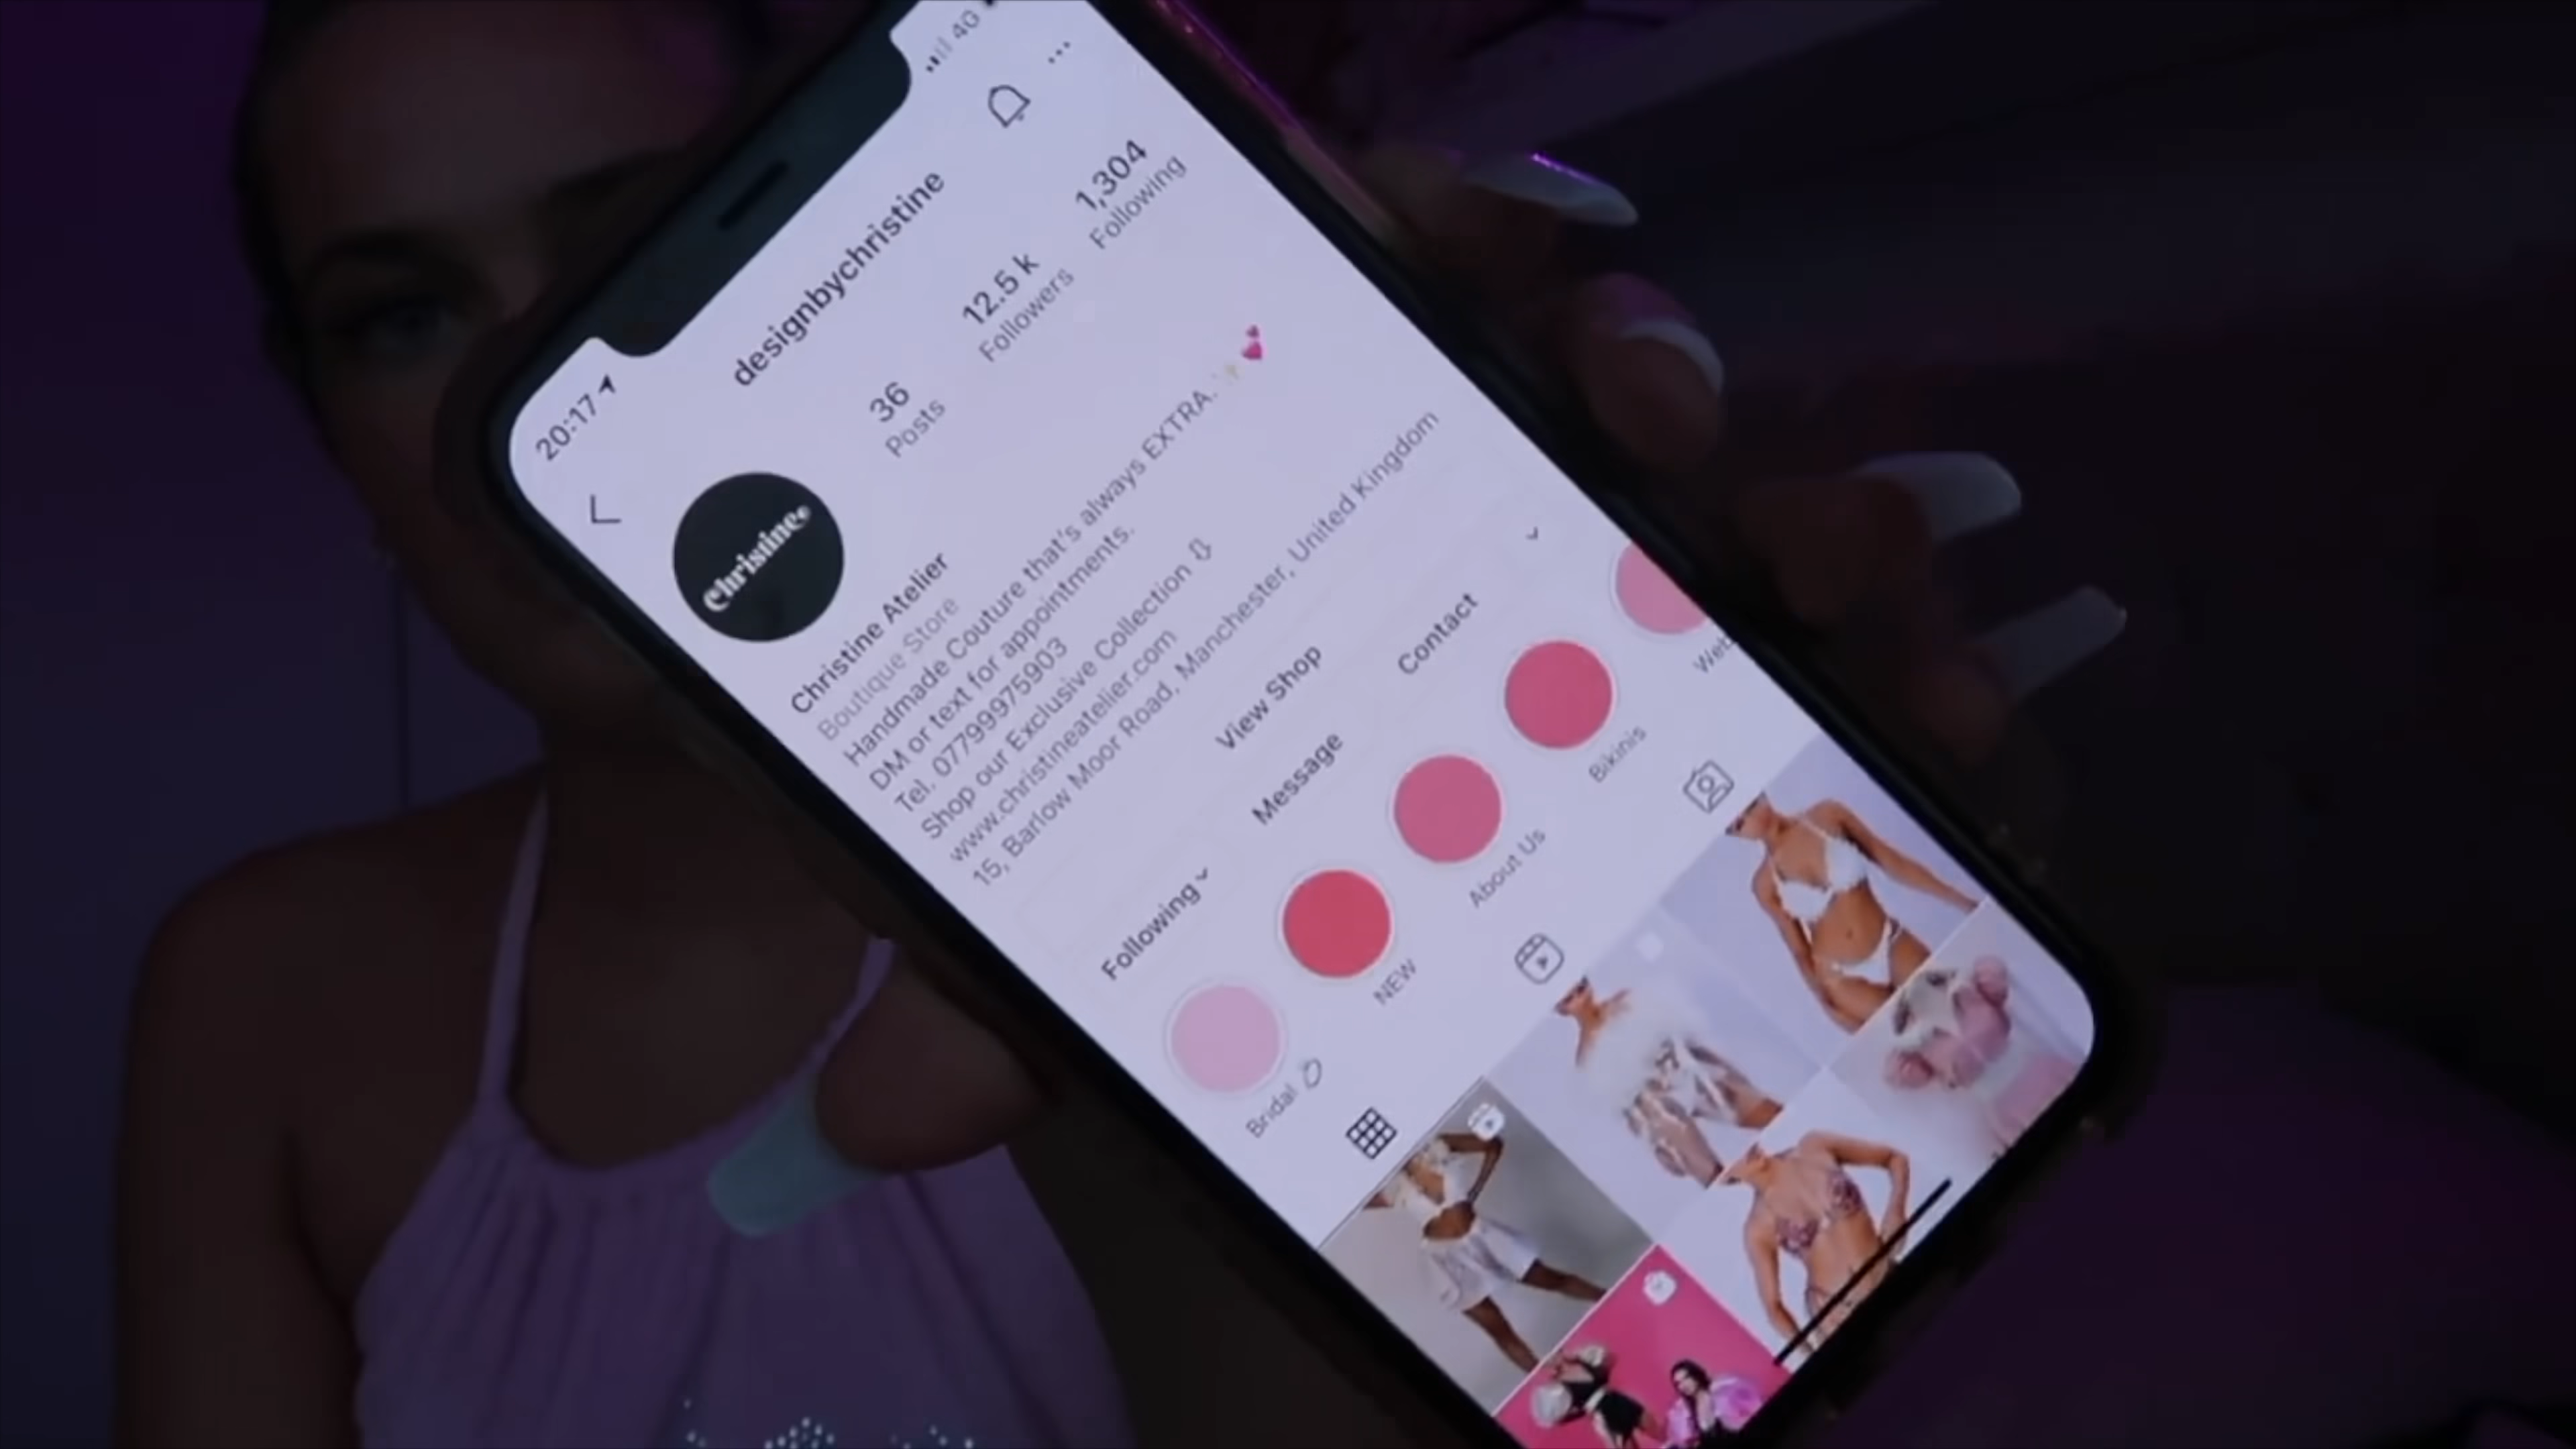 20:17
4G
designbychristine
Christine
36
Posts
12.5 k
Followers
1,304
Following
Christine Atelier
Boutique Store
Handmade Couture that's always EXTRA.
DM or text for appointments.
Tel. 07799975903
Shop our Exclusive Collection
www.christineatelier.com
15, Barlow Moor Road, Manchester, United Kingdom
View Shop
Following
Message
Contact
Bridal
NEW
About Us
Bikinis